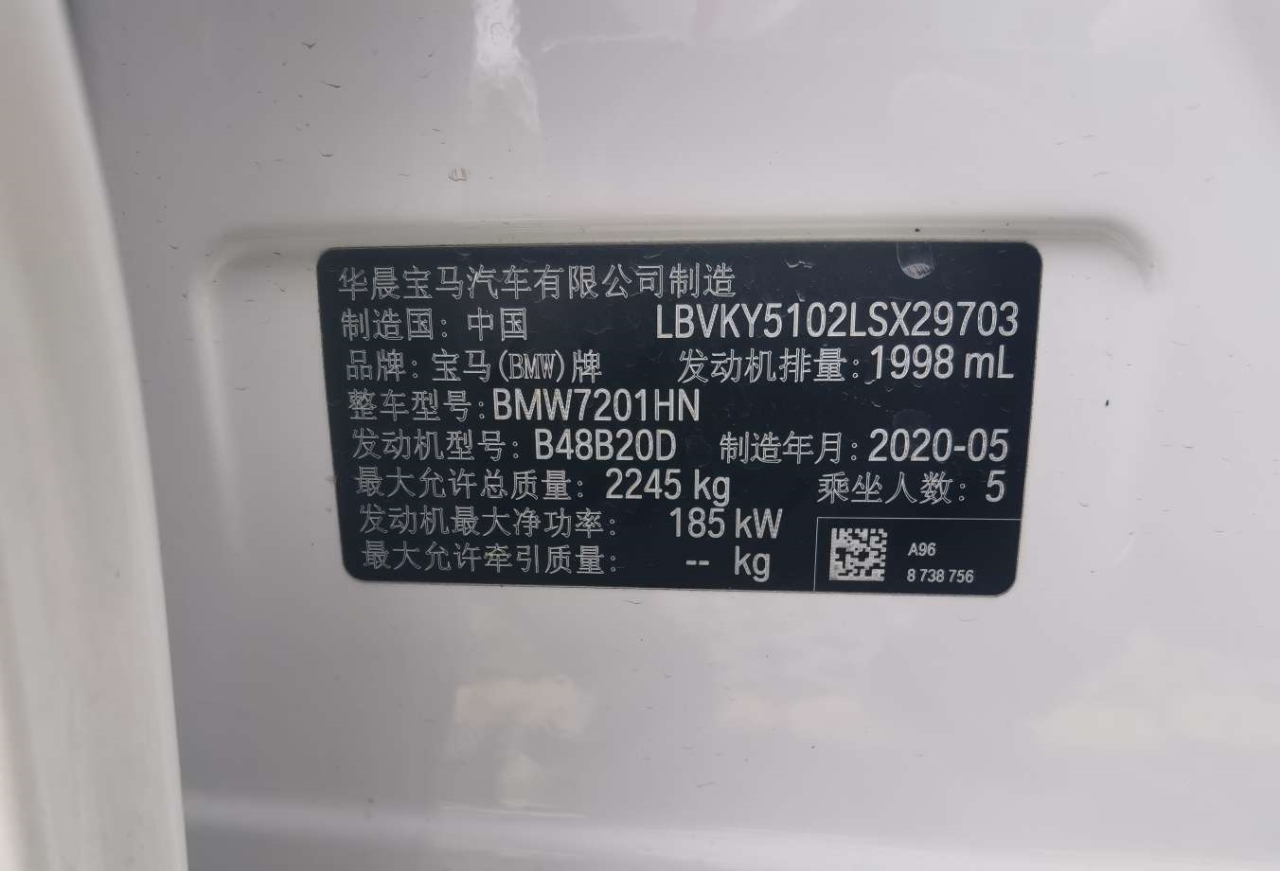 华晨宝马汽车有限公司制造
制造国：中国 LBVKY5102LSX29703
品牌：宝马(BMW)牌 发动机排量：1998 mL
整车型号：BMW7201HN
发动机型号：B48B20D 制造年月：2020-05
最大允许总质量：2245 kg 乘坐人数：5
发动机最大净功率：185 kW
最大允许牵引质量：-- kg
A96
8 738 756